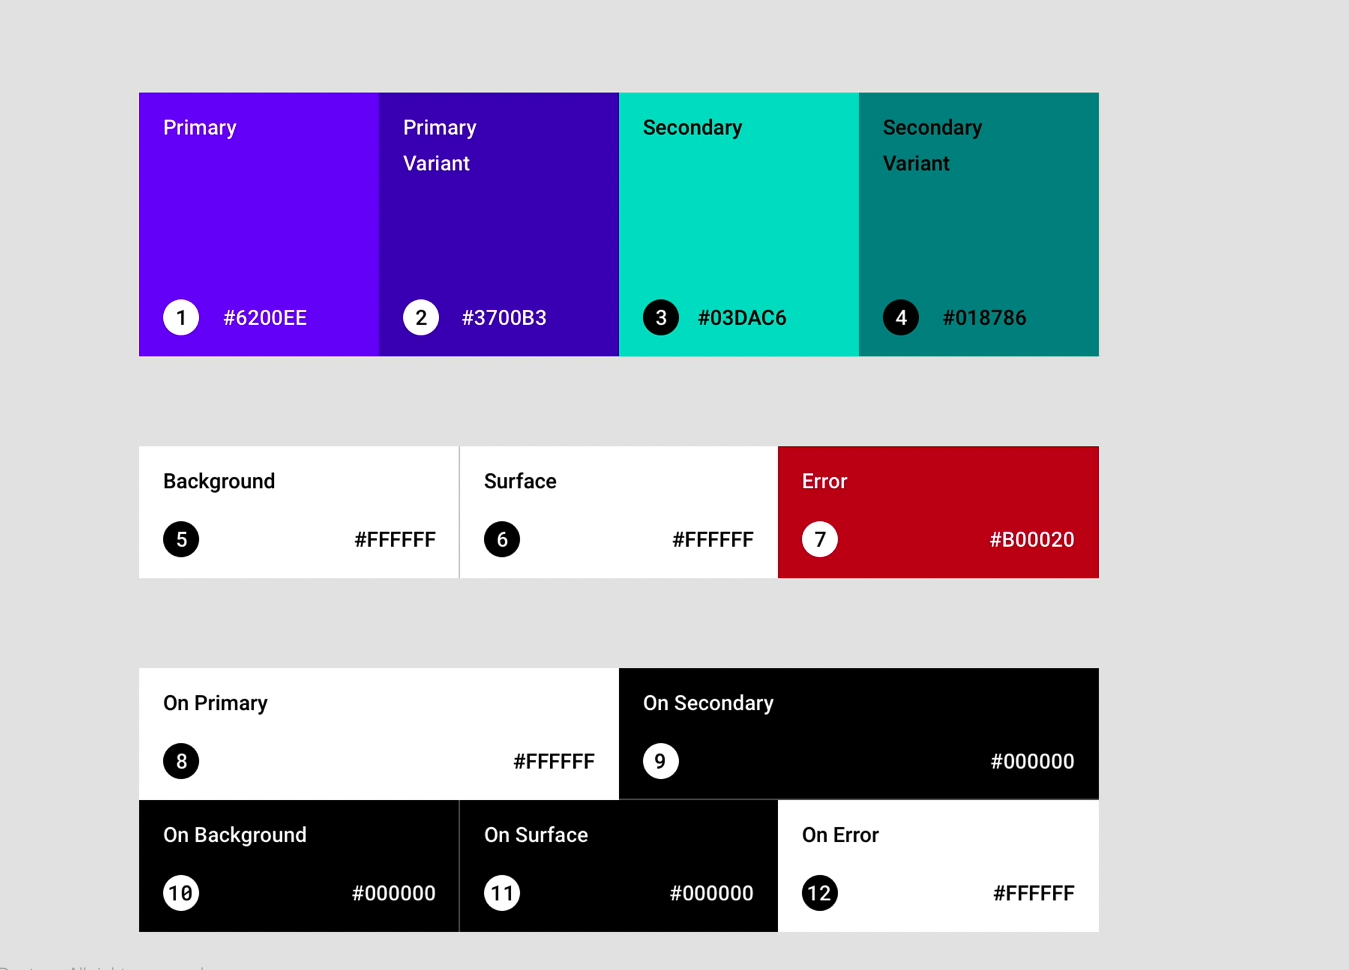 Primary
Primary
Variant
Secondary
Secondary
Variant
1 #6200EE
2 #3700B3
3 #03DAC6
4 #018786
Background
Surface
Error
5 #FFFFFF
6 #FFFFFF
7 #B00020
On Primary
On Secondary
8 #FFFFFF
9 #000000
On Background
On Surface
On Error
10 #000000
11 #000000
12 #FFFFFF